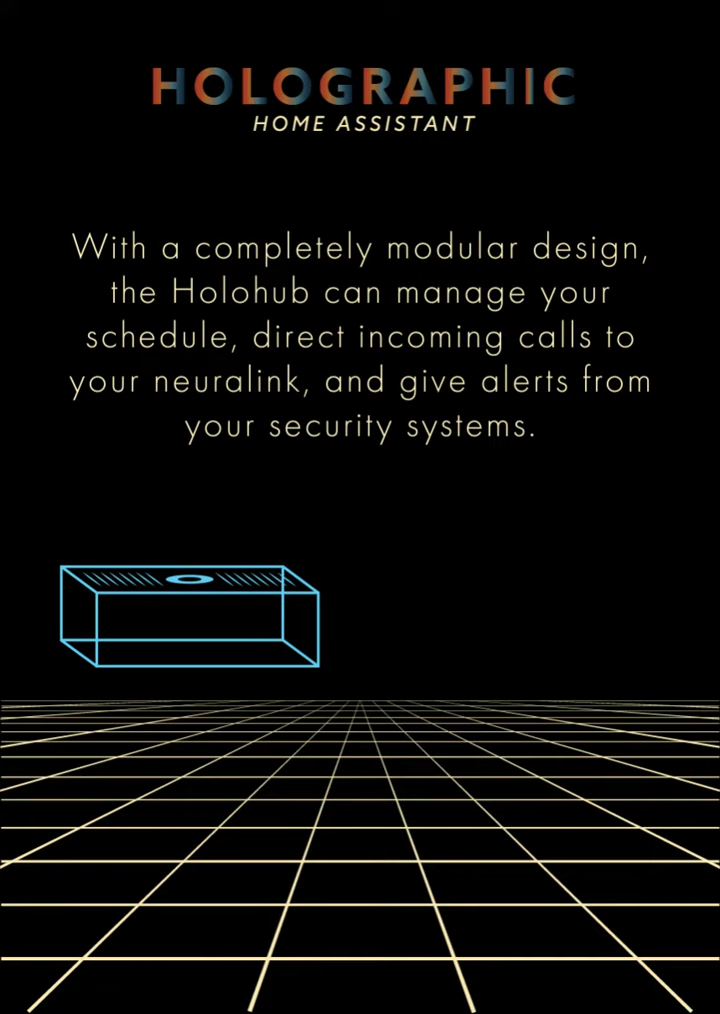 HOLOGRAPHIC
HOME ASSISTANT
With a completely modular design,
the Holohub can manage your
schedule, direct incoming calls to
your neuralink, and give alerts from
your security systems.